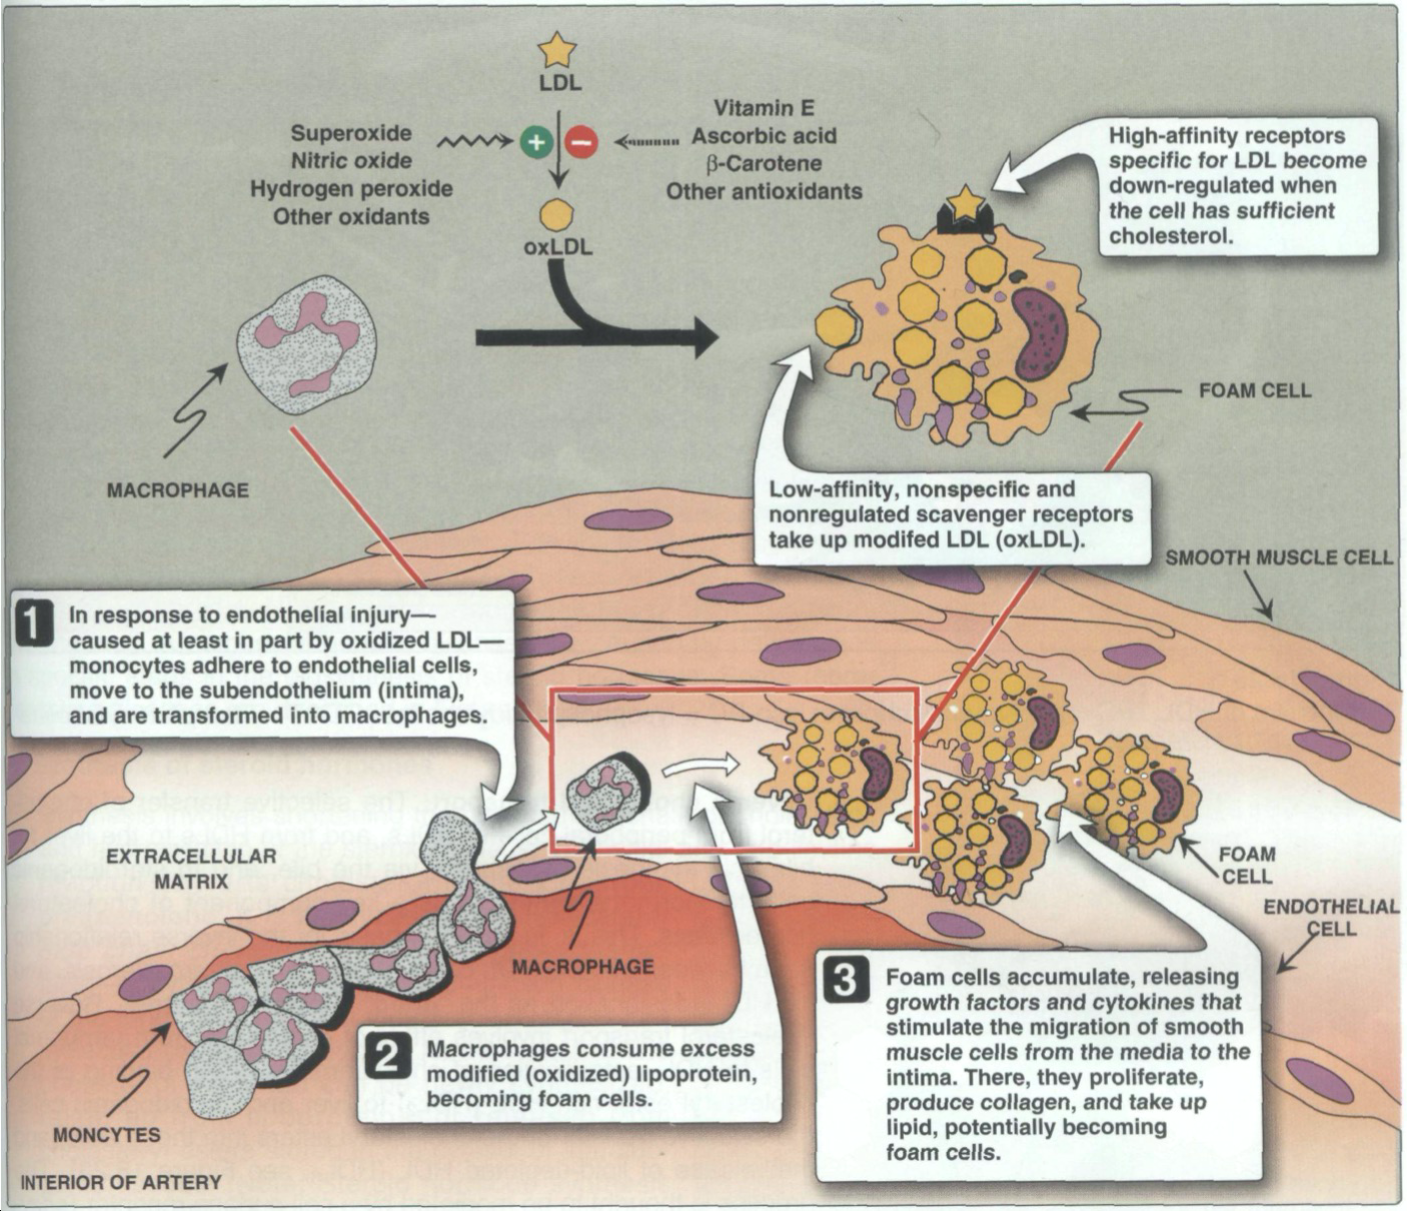 LDL
Superoxide
Nitric oxide
Hydrogen peroxide
Other oxidants
+
−
Vitamin E
Ascorbic acid
β-Carotene
Other antioxidants
oxLDL
High-affinity receptors
specific for LDL become
down-regulated when
the cell has sufficient
cholesterol.
MACROPHAGE
FOAM CELL
Low-affinity, nonspecific and
nonregulated scavenger receptors
take up modifed LDL (oxLDL).
SMOOTH MUSCLE CELL
1
In response to endothelial injury—
caused at least in part by oxidized LDL—
monocytes adhere to endothelial cells,
move to the subendothelium (intima),
and are transformed into macrophages.
EXTRACELLULAR
MATRIX
FOAM
CELL
ENDOTHELIAL
CELL
MACROPHAGE
2
Macrophages consume excess
modified (oxidized) lipoprotein,
becoming foam cells.
3
Foam cells accumulate, releasing
growth factors and cytokines that
stimulate the migration of smooth
muscle cells from the media to the
intima. There, they proliferate,
produce collagen, and take up
lipid, potentially becoming
foam cells.
MONCYTES
INTERIOR OF ARTERY